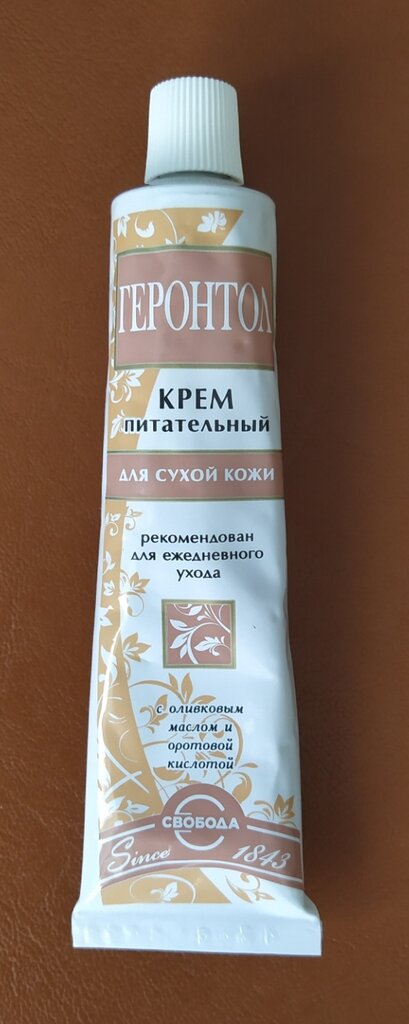 ГЕРОНТОЛ
КРЕМ
питательный
для сухой кожи
рекомендован
для ежедневного
ухода
с оливковым
маслом и
оротовой
кислотой
СВОБОДА
Since 1843